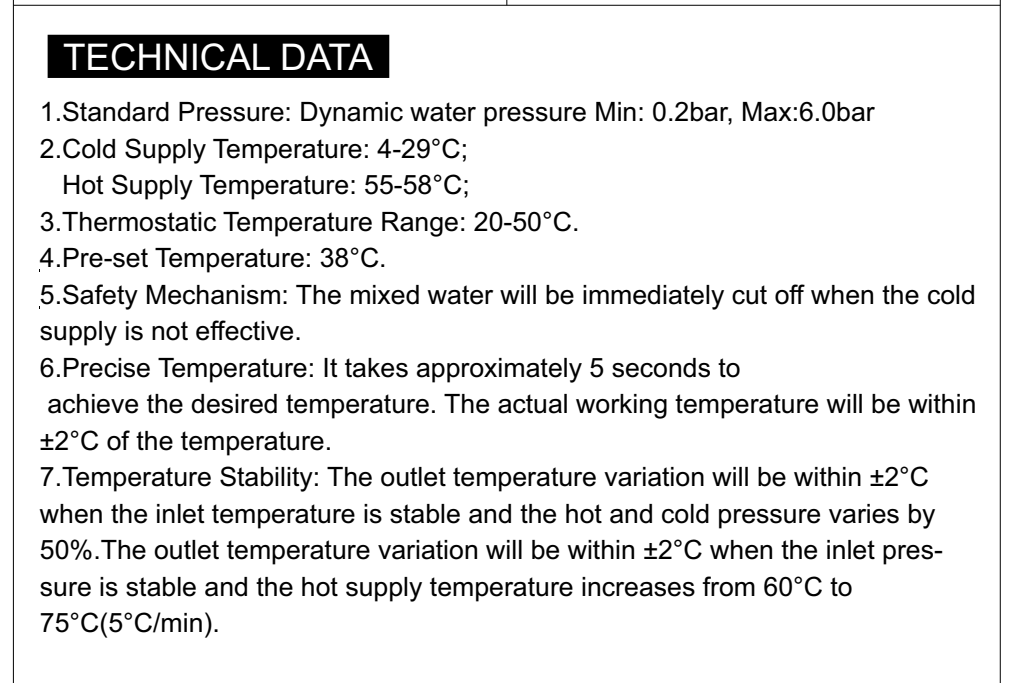 TECHNICAL DATA
1.Standard Pressure: Dynamic water pressure Min: 0.2bar, Max:6.0bar
2.Cold Supply Temperature: 4-29°C;
Hot Supply Temperature: 55-58°C;
3.Thermostatic Temperature Range: 20-50°C.
4.Pre-set Temperature: 38°C.
5.Safety Mechanism: The mixed water will be immediately cut off when the cold
supply is not effective.
6.Precise Temperature: It takes approximately 5 seconds to
achieve the desired temperature. The actual working temperature will be within
±2°C of the temperature.
7.Temperature Stability: The outlet temperature variation will be within ±2°C
when the inlet temperature is stable and the hot and cold pressure varies by
50%.The outlet temperature variation will be within ±2°C when the inlet pres-
sure is stable and the hot supply temperature increases from 60°C to
75°C(5°C/min).